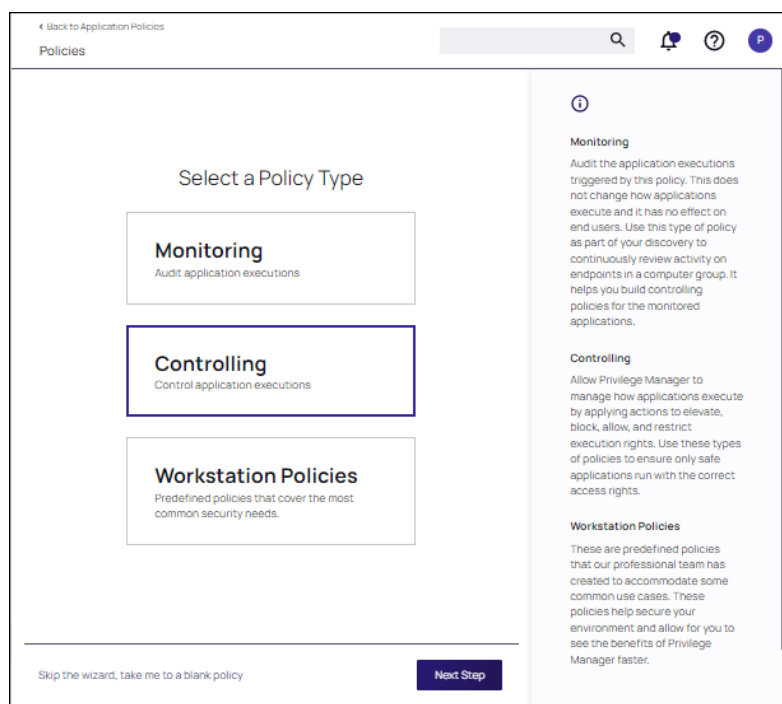 Back to Application Policies
Policies
P
Select a Policy Type
Monitoring
Audit application executions
Controlling
Control application executions
Workstation Policies
Predefined policies that cover the most
common security needs.
Skip the wizard, take me to a blank policy
Next Step
Monitoring
Audit the application executions
triggered by this policy. This does
not change how applications
execute and it has no effect on
end users. Use this type of policy
as part of your discovery to
continuously review activity on
endpoints in a computer group. It
helps you build controlling
policies for the monitored
applications.
Controlling
Allow Privilege Manager to
manage how applications execute
by applying actions to elevate,
block, allow, and restrict
execution rights. Use these types
of policies to ensure only safe
applications run with the correct
access rights.
Workstation Policies
These are predefined policies
that our professional team has
created to accommodate some
common use cases. These
policies help secure your
environment and allow for you to
see the benefits of Privilege
Manager faster.